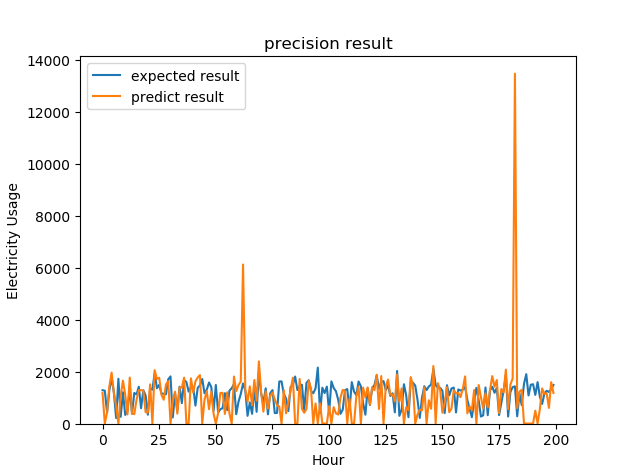 precision result
expected result
predict result
14000
12000
10000
8000
6000
4000
2000
0
Electricity Usage
0 25 50 75 100 125 150 175 200
Hour